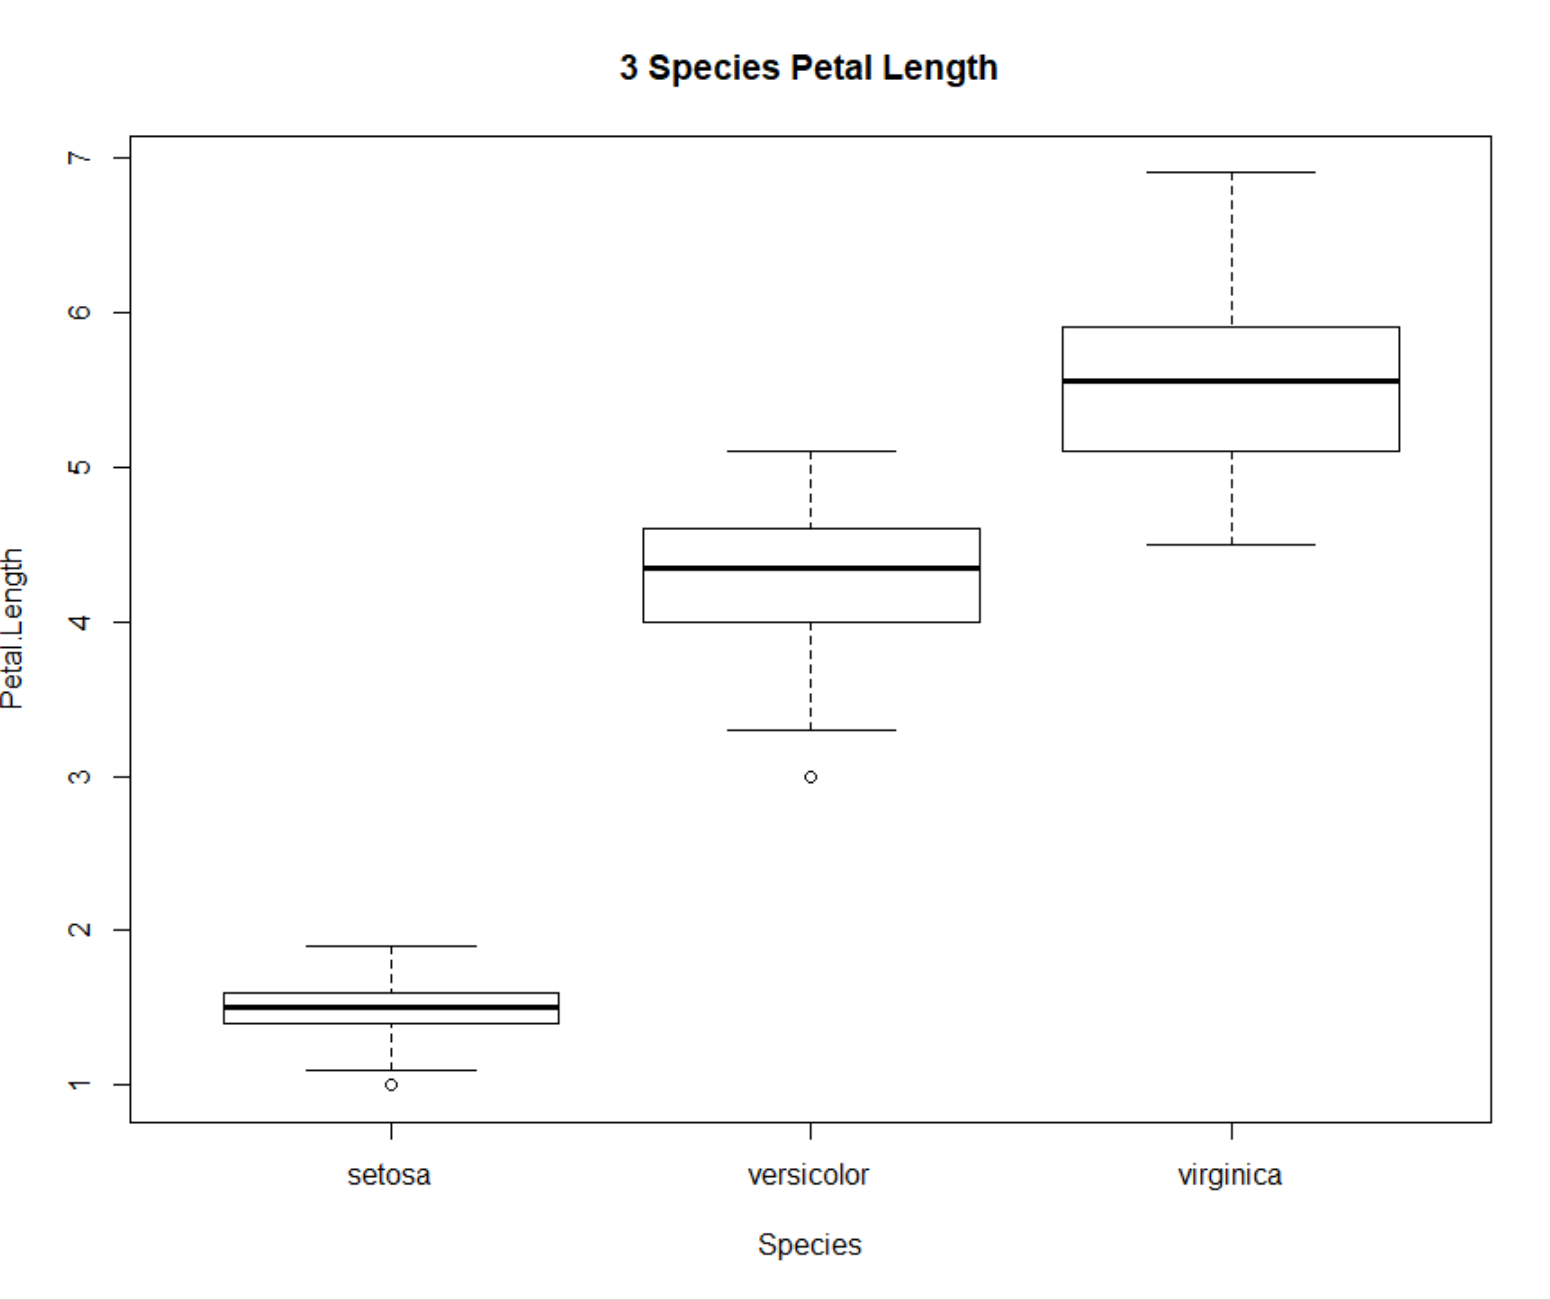 3 Species Petal Length
7
6
5
4
3
2
1
Petal.Length
setosa versicolor virginica
Species